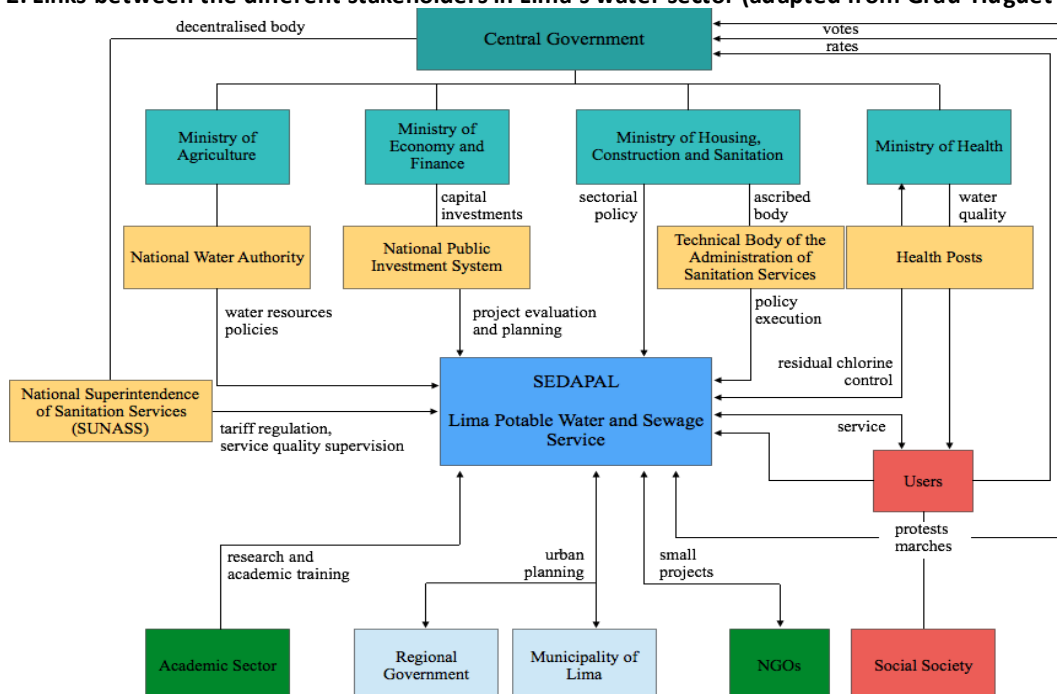 2. Links between the different stakeholders in Lima's water sector (adapted from Grau-Huguet
decentralised body
votes
Central Government
rates
Ministry of
Agriculture
Ministry of
Economy and
Finance
Ministry of Housing,
Construction and Sanitation
Ministry of Health
capital
investments
sectorial
policy
ascribed
body
water
quality
National Water Authority
National Public
Investment System
Technical Body of the
Administration of
Sanitation Services
Health Posts
water resources
policies
project evaluation
and planning
policy
execution
residual chlorine
control
National Superintendence
of Sanitation Services
(SUNASS)
SEDAPAL
Lima Potable Water and Sewage
Service
tariff regulation,
service quality supervision
service
Users
protests
marches
research and
academic training
urban
planning
small
projects
Academic Sector
Regional
Government
Municipality of
Lima
NGOs
Social Society